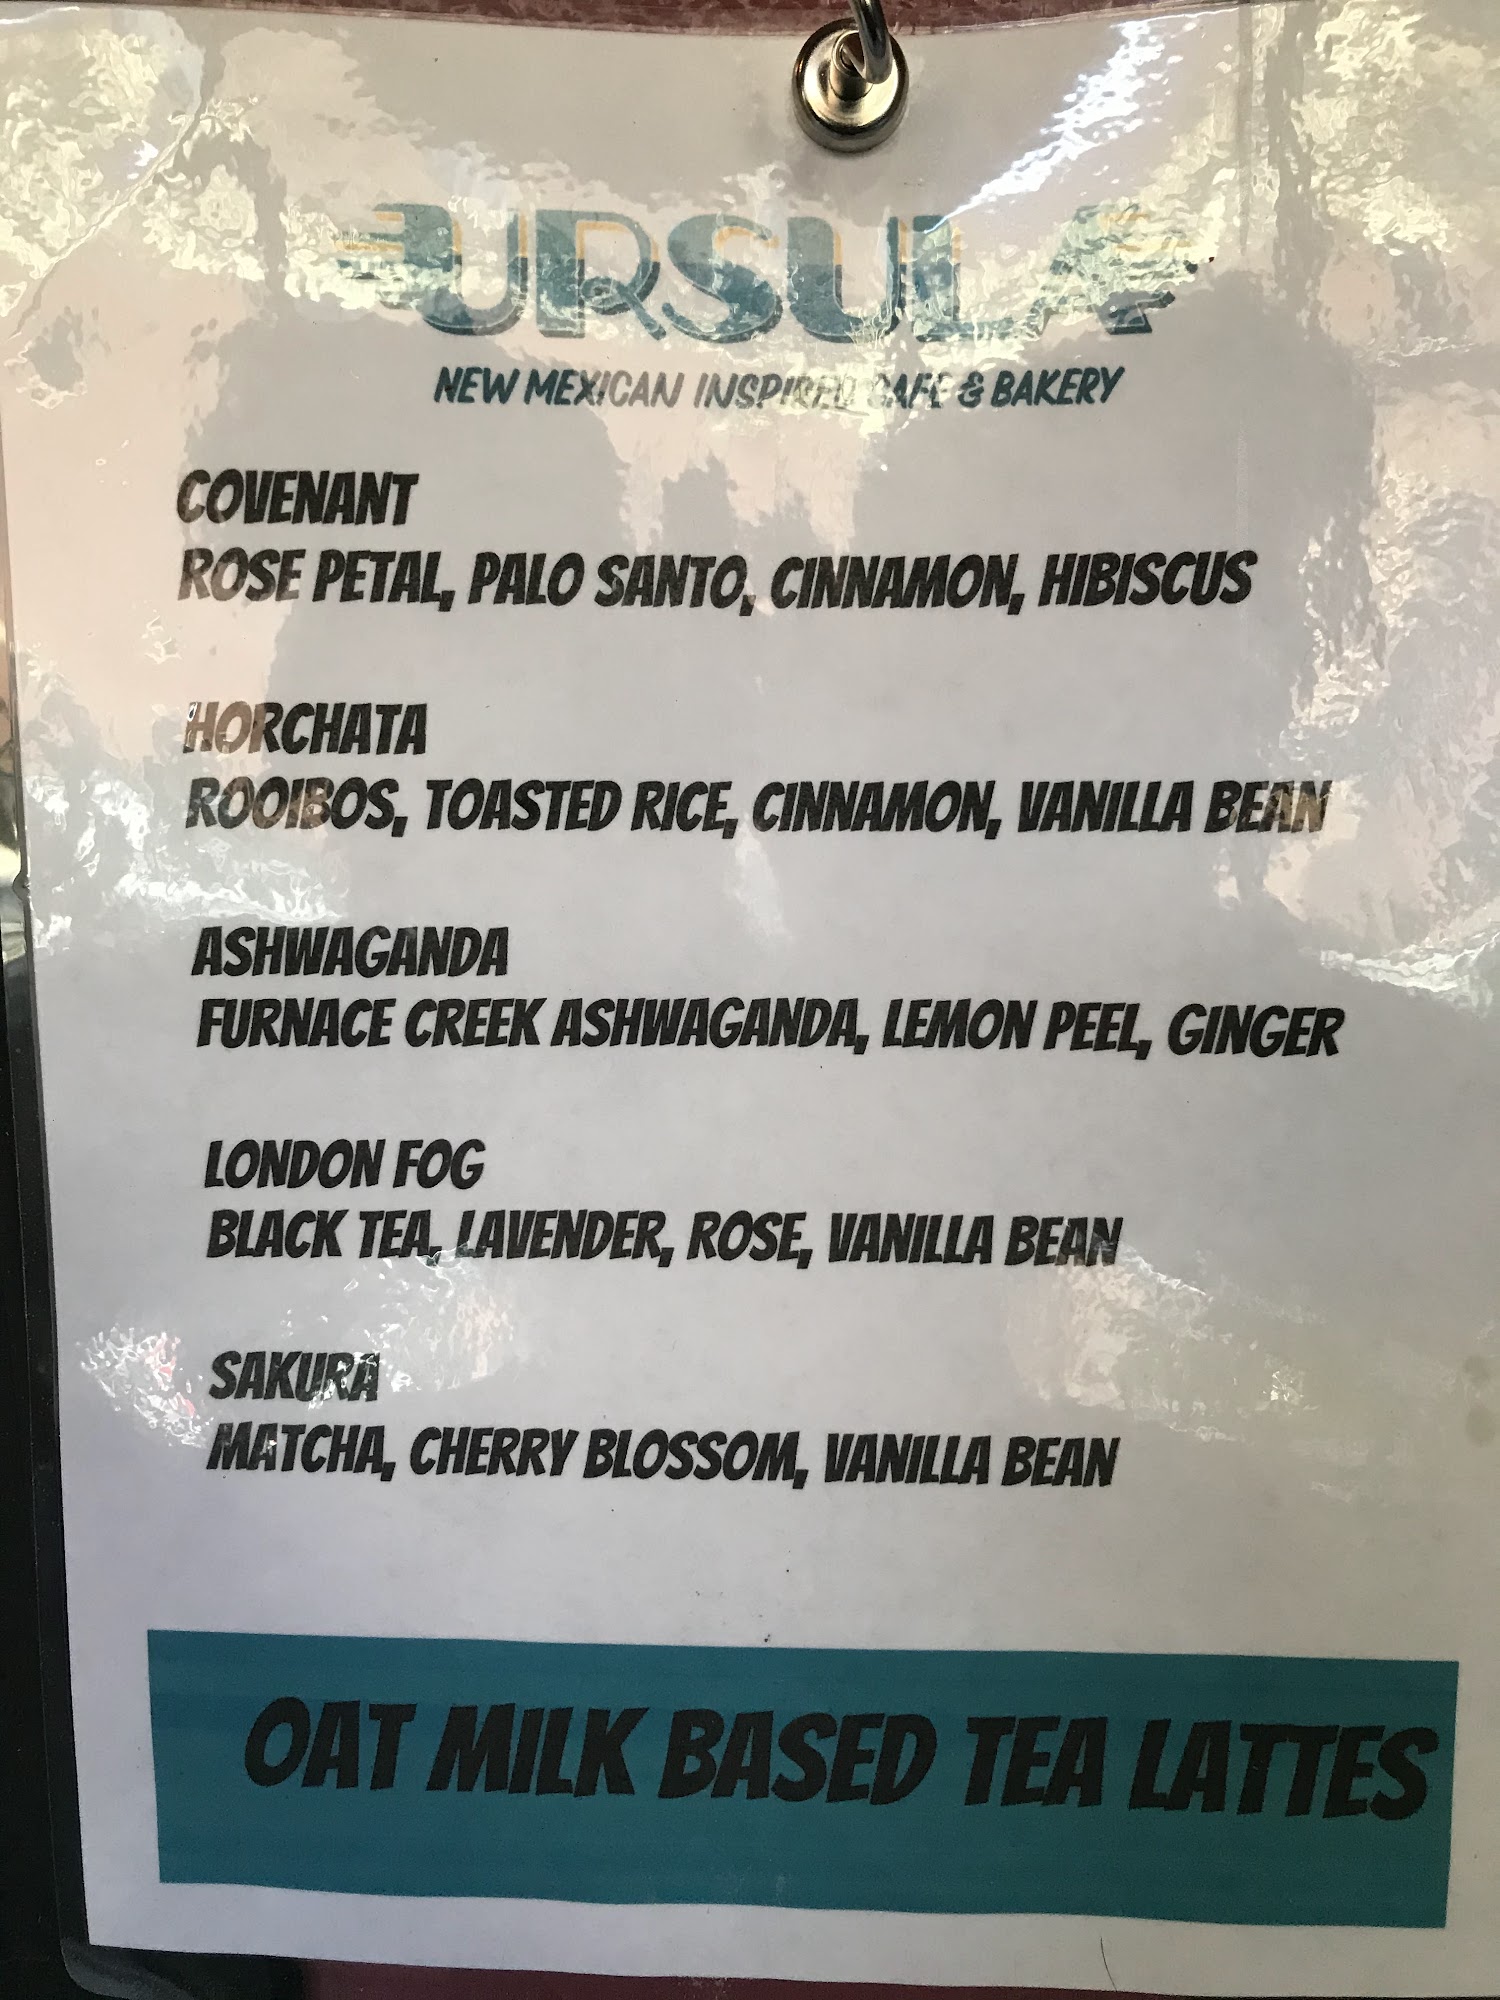 URSULA
NEW MEXICAN INSPIRED CAFE & BAKERY
COVENANT
ROSE PETAL, PALO SANTO, CINNAMON, HIBISCUS
HORCHATA
ROOIBOS, TOASTED RICE, CINNAMON, VANILLA BEAN
ASHWAGANDA
FURNACE CREEK ASHWAGANDA, LEMON PEEL, GINGER
LONDON FOG
BLACK TEA, LAVENDER, ROSE, VANILLA BEAN
SAKURA
MATCHA, CHERRY BLOSSOM, VANILLA BEAN
OAT MILK BASED TEA LATTES